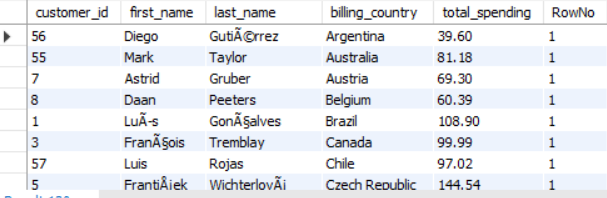 customer_id first_name last_name billing_country total_spending RowNo
56 Diego GutiÃ©rrez Argentina 39.60 1
55 Mark Taylor Australia 81.18 1
7 Astrid Gruber Austria 69.30 1
8 Daan Peeters Belgium 60.39 1
1 LuÃ-s GonÃ§alves Brazil 108.90 1
3 FranÃ§ois Tremblay Canada 99.99 1
57 Luis Rojas Chile 97.02 1
5 FrantiÅ¡ek WichterlovÃ¡ Czech Republic 144.54 1